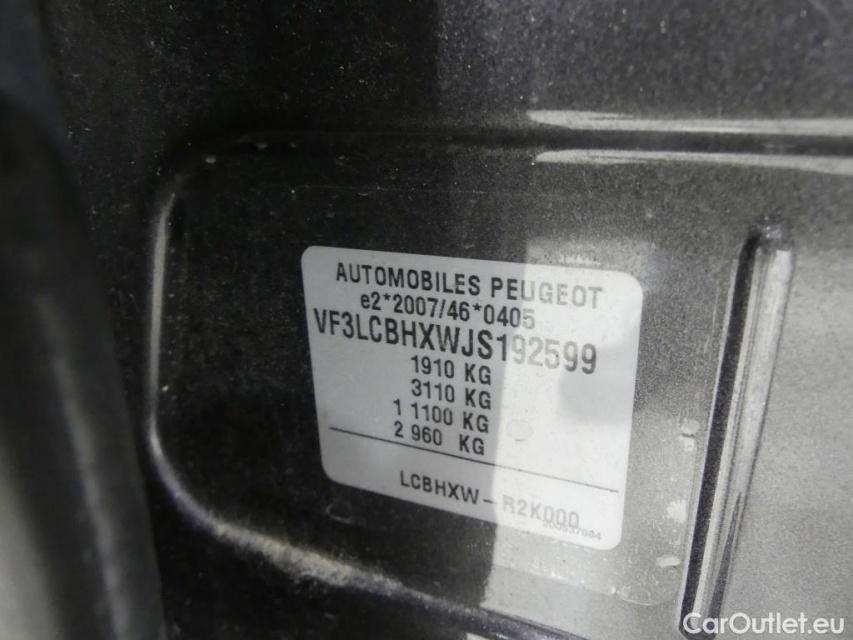 AUTOMOBILES PEUGEOT
e2*2007/46*0405
VF3LCBHXWJS192599
1910 KG
3110 KG
1 1100 KG
2 960 KG
LCBHXW - R2K000
CarOutlet.eu